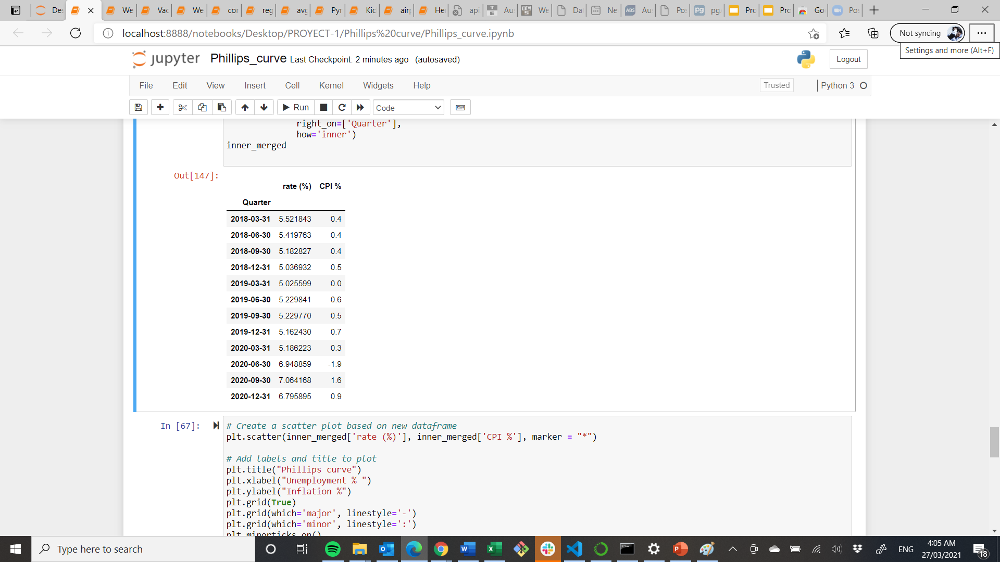 De
We
Vac
We
cor
reg
avg
Pyr
Kic
airp
He
api
Aus
We
Da
Ne
Aus
Pos
pg
Pro
Pro
Go
Pos
localhost:8888/notebooks/Desktop/PROYECT-1/Phillips%20curve/Phillips_curve.ipynb
Not syncing
Settings and more (Alt+F)
jupyter Phillips_curve Last Checkpoint: 2 minutes ago (autosaved)
Logout
File Edit View Insert Cell Kernel Widgets Help
Trusted
Python 3
Run
Code
right_on=['Quarter'],
how='inner')
inner_merged
Out[147]:
rate (%) CPI %
Quarter
2018-03-31 5.521843 0.4
2018-06-30 5.419763 0.4
2018-09-30 5.182827 0.4
2018-12-31 5.036932 0.5
2019-03-31 5.025599 0.0
2019-06-30 5.229841 0.6
2019-09-30 5.229770 0.5
2019-12-31 5.162430 0.7
2020-03-31 5.186223 0.3
2020-06-30 6.948859 -1.9
2020-09-30 7.064168 1.6
2020-12-31 6.795895 0.9
In [67]:
# Create a scatter plot based on new dataframe
plt.scatter(inner_merged['rate (%)'], inner_merged['CPI %'], marker = "*")
# Add labels and title to plot
plt.title("Phillips curve")
plt.xlabel("Unemployment % ")
plt.ylabel("Inflation %")
plt.grid(True)
plt.grid(which='major', linestyle='-')
plt.grid(which='minor', linestyle=':')
plt.minorticks_on()
Type here to search
ENG
4:05 AM
27/03/2021
18